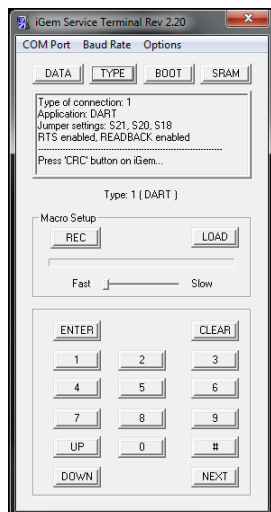 iGem Service Terminal Rev 2.20
COM Port Baud Rate Options
DATA TYPE BOOT SRAM
Type of connection: 1
Application: DART
Jumper settings: S21, S20, S18
RTS enabled, READBACK enabled
Press 'CRC' button on iGem...
Type: 1 ( DART )
Macro Setup
REC LOAD
Fast Slow
ENTER CLEAR
1 2 3
4 5 6
7 8 9
UP 0 #
DOWN NEXT